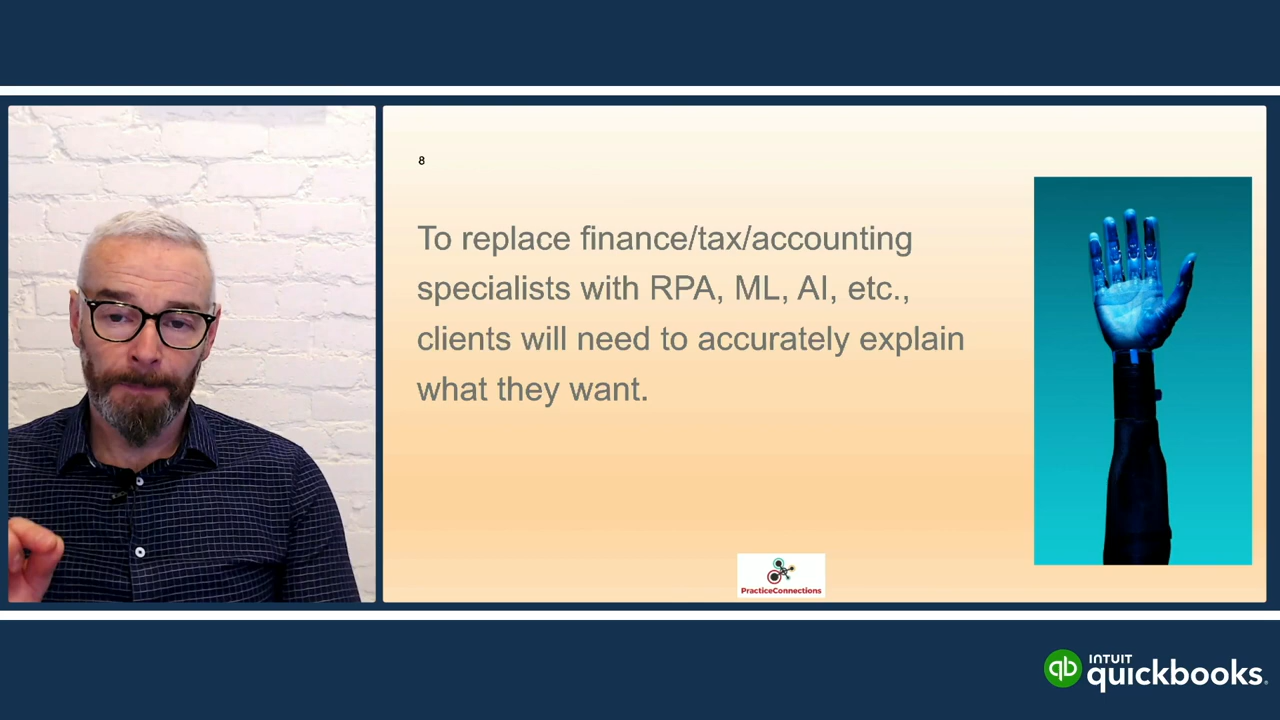 8
To replace finance/tax/accounting
specialists with RPA, ML, AI, etc.,
clients will need to accurately explain
what they want.
PracticeConnections
qb
INTUIT
quickbooks.